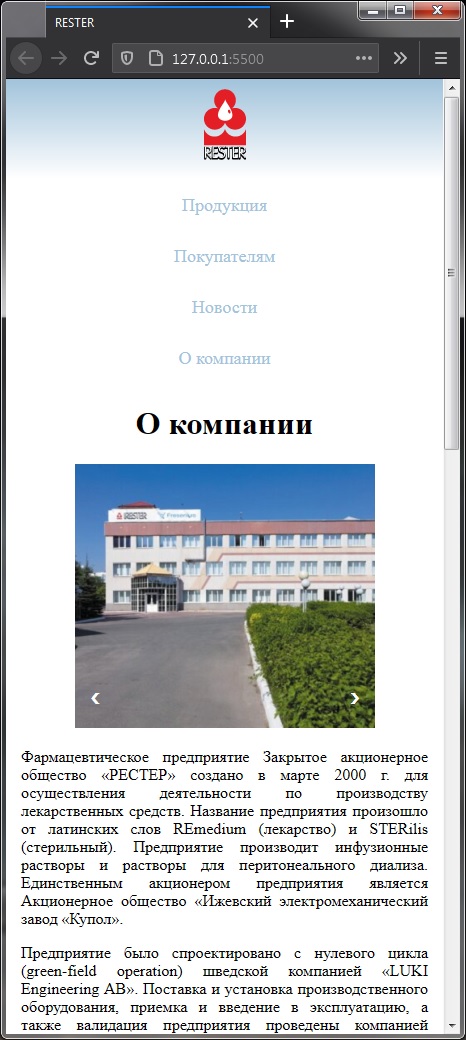 RESTER
127.0.0.1:5500
RESTER
Продукция
Покупателям
Новости
О компании
О компании
RESTER
Фармацевтическое предприятие Закрытое акционерное
общество «РЕСТЕР» создано в марте 2000 г. для
осуществления деятельности по производству
лекарственных средств. Название предприятия произошло
от латинских слов REmedium (лекарство) и STERilis
(стерильный). Предприятие производит инфузионные
растворы и растворы для перитонеального диализа.
Единственным акционером предприятия является
Акционерное общество «Ижевский электромеханический
завод «Купол».
Предприятие было спроектировано с нулевого цикла
(green-field operation) шведской компанией «LUKI
Engineering AB». Поставка и установка производственного
оборудования, приемка и введение в эксплуатацию, а
также валидация предприятия проведены компанией